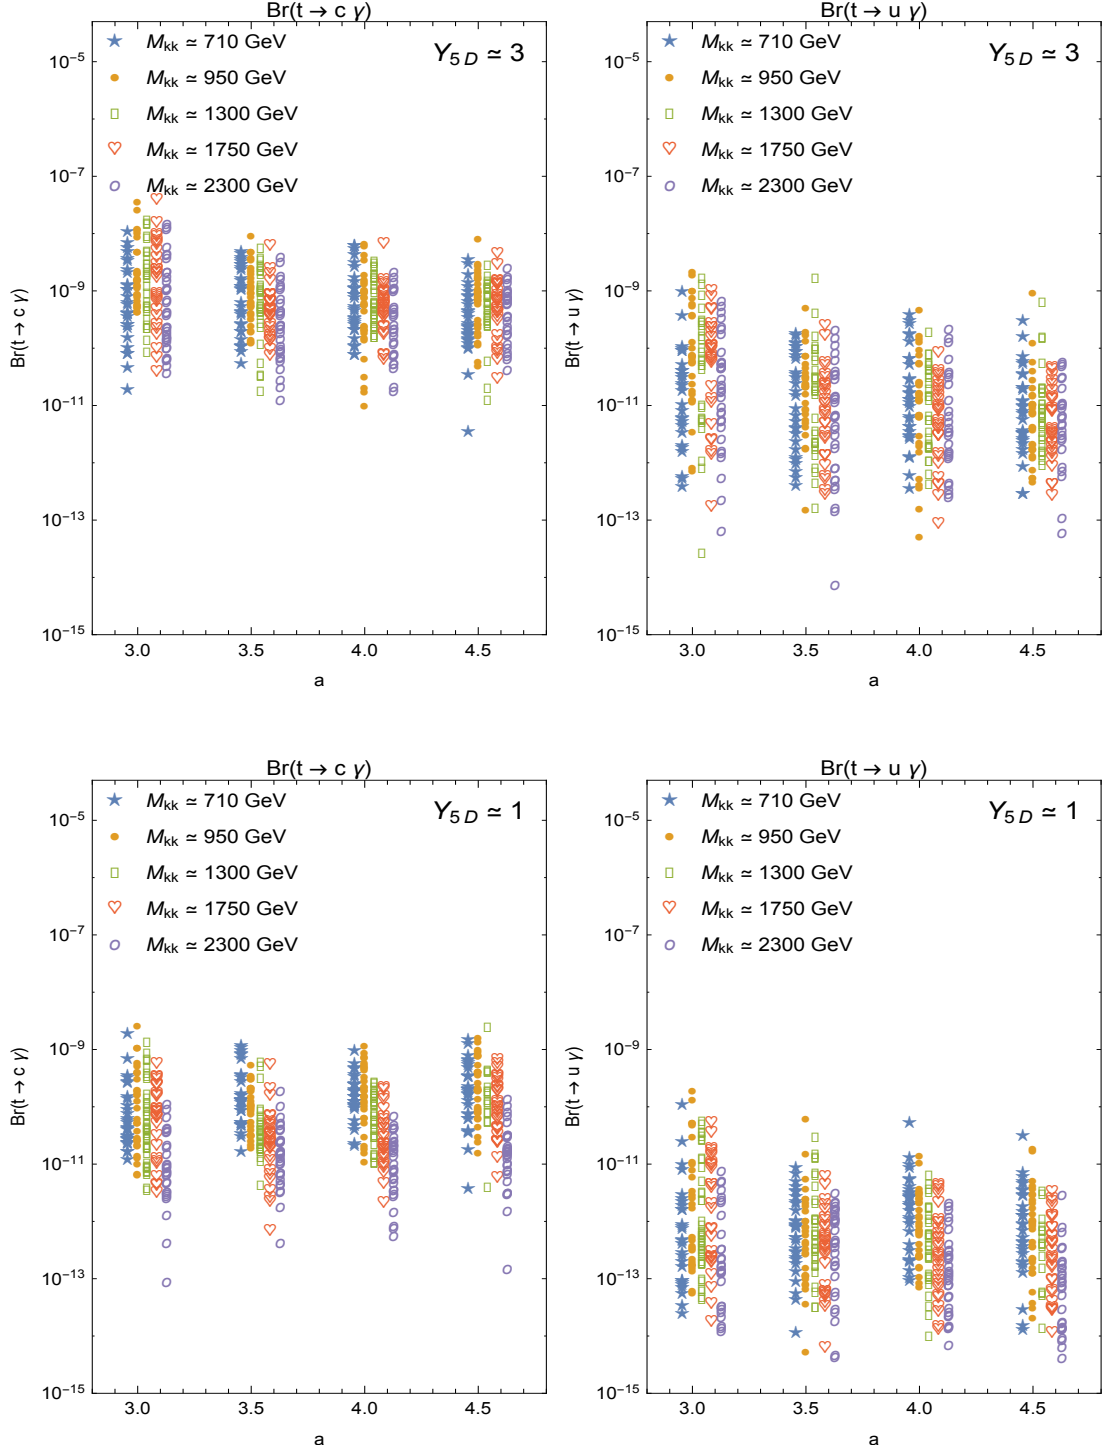 Br(t → c γ)
M_kk ≃ 710 GeV
M_kk ≃ 950 GeV
M_kk ≃ 1300 GeV
M_kk ≃ 1750 GeV
M_kk ≃ 2300 GeV
Y_5D ≃ 3
Br(t → c γ)
10^-5
10^-7
10^-9
10^-11
10^-13
10^-15
3.0 3.5 4.0 4.5
a
Br(t → u γ)
M_kk ≃ 710 GeV
M_kk ≃ 950 GeV
M_kk ≃ 1300 GeV
M_kk ≃ 1750 GeV
M_kk ≃ 2300 GeV
Y_5D ≃ 3
Br(t → u γ)
10^-5
10^-7
10^-9
10^-11
10^-13
10^-15
3.0 3.5 4.0 4.5
a
Br(t → c γ)
M_kk ≃ 710 GeV
M_kk ≃ 950 GeV
M_kk ≃ 1300 GeV
M_kk ≃ 1750 GeV
M_kk ≃ 2300 GeV
Y_5D ≃ 1
Br(t → c γ)
10^-5
10^-7
10^-9
10^-11
10^-13
10^-15
3.0 3.5 4.0 4.5
a
Br(t → u γ)
M_kk ≃ 710 GeV
M_kk ≃ 950 GeV
M_kk ≃ 1300 GeV
M_kk ≃ 1750 GeV
M_kk ≃ 2300 GeV
Y_5D ≃ 1
Br(t → u γ)
10^-5
10^-7
10^-9
10^-11
10^-13
10^-15
3.0 3.5 4.0 4.5
a